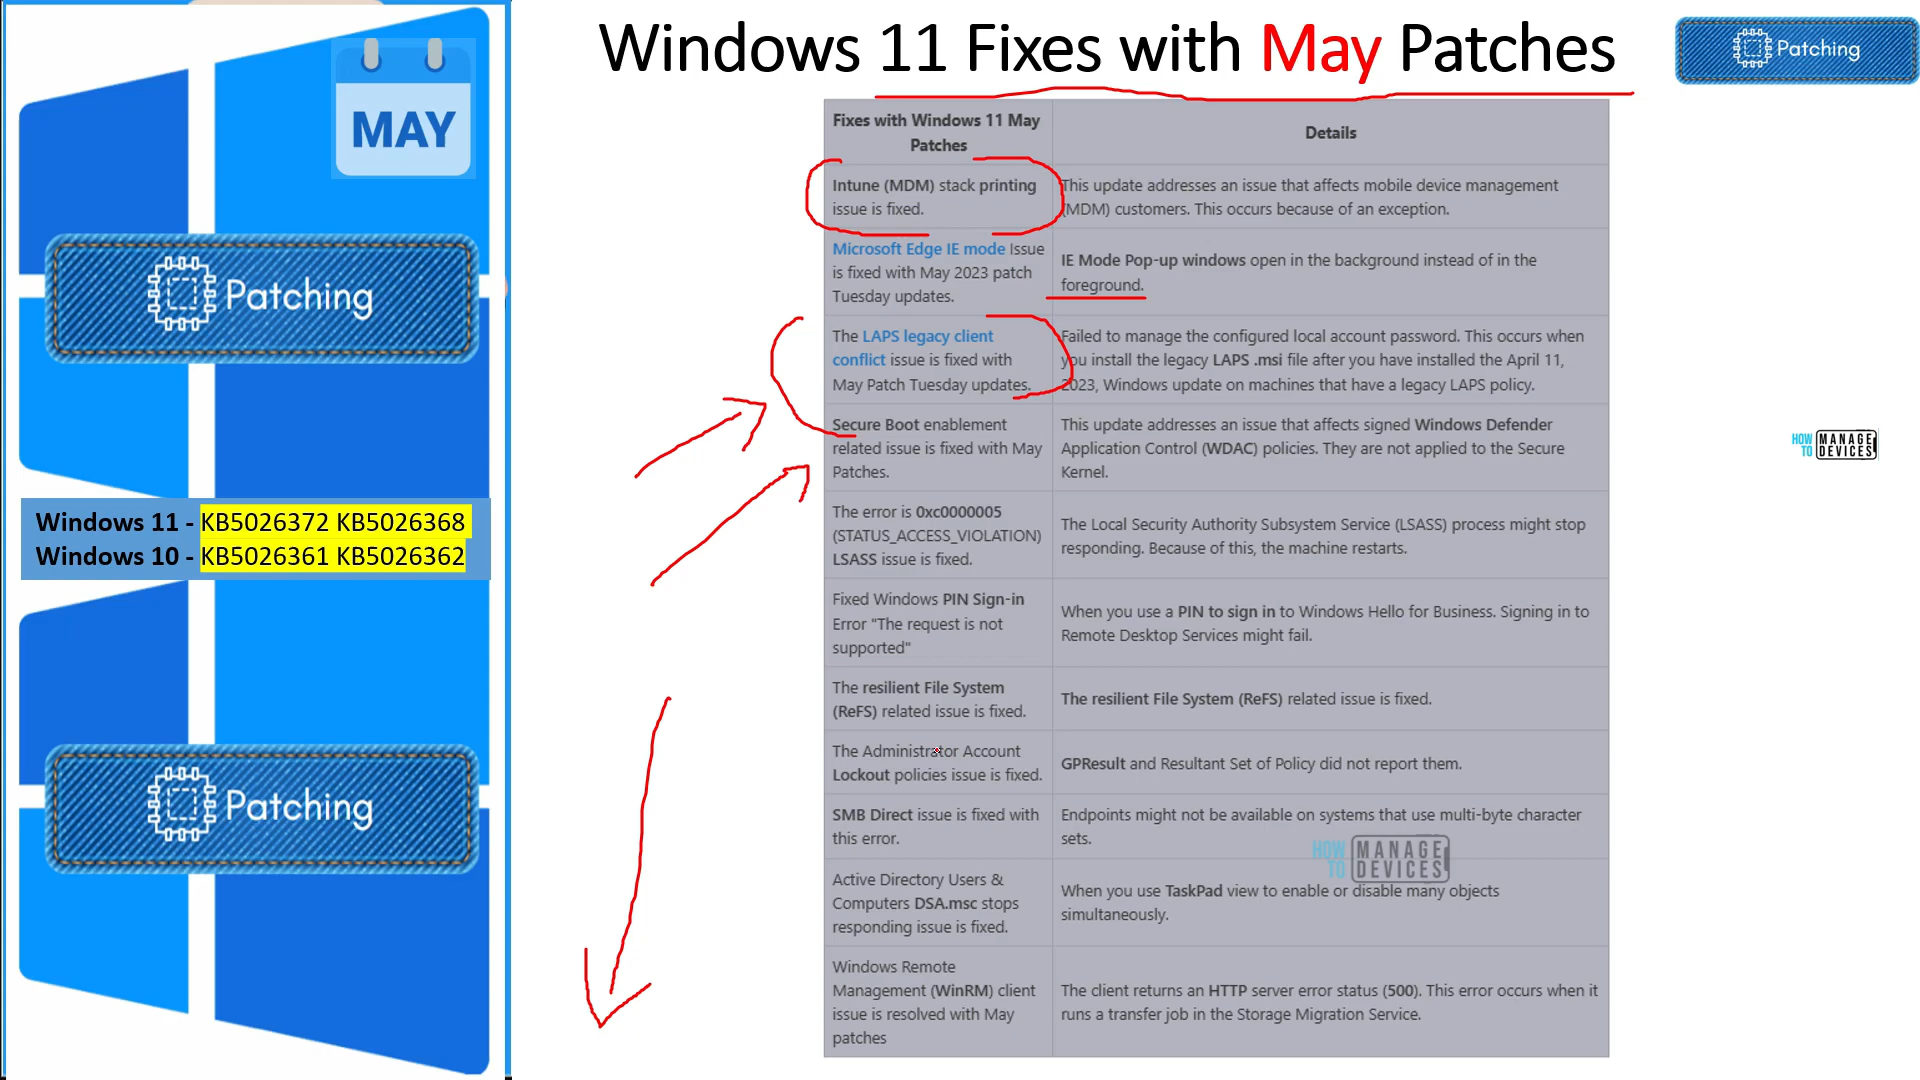 Windows 11 Fixes with May Patches
Patching
MAY
Patching
Windows 11 - KB5026372 KB5026368
Windows 10 - KB5026361 KB5026362
Patching
Fixes with Windows 11 May
Patches
Details
Intune (MDM) stack printing
issue is fixed.
This update addresses an issue that affects mobile device management
(MDM) customers. This occurs because of an exception.
Microsoft Edge IE mode Issue
is fixed with May 2023 patch
Tuesday updates.
IE Mode Pop-up windows open in the background instead of in the
foreground.
The LAPS legacy client
conflict issue is fixed with
May Patch Tuesday updates.
Failed to manage the configured local account password. This occurs when
you install the legacy LAPS .msi file after you have installed the April 11,
2023, Windows update on machines that have a legacy LAPS policy.
Secure Boot enablement
related issue is fixed with May
Patches.
This update addresses an issue that affects signed Windows Defender
Application Control (WDAC) policies. They are not applied to the Secure
Kernel.
The error is 0xc0000005
(STATUS_ACCESS_VIOLATION)
LSASS issue is fixed.
The Local Security Authority Subsystem Service (LSASS) process might stop
responding. Because of this, the machine restarts.
Fixed Windows PIN Sign-in
Error "The request is not
supported"
When you use a PIN to sign in to Windows Hello for Business. Signing in to
Remote Desktop Services might fail.
The resilient File System
(ReFS) related issue is fixed.
The resilient File System (ReFS) related issue is fixed.
The Administrator Account
Lockout policies issue is fixed.
GPResult and Resultant Set of Policy did not report them.
SMB Direct issue is fixed with
this error.
Endpoints might not be available on systems that use multi-byte character
sets.
Active Directory Users &
Computers DSA.msc stops
responding issue is fixed.
When you use TaskPad view to enable or disable many objects
simultaneously.
Windows Remote
Management (WinRM) client
issue is resolved with May
patches
The client returns an HTTP server error status (500). This error occurs when it
runs a transfer job in the Storage Migration Service.
HOW MANAGE
TO DEVICES
HOW MANAGE
TO DEVICES